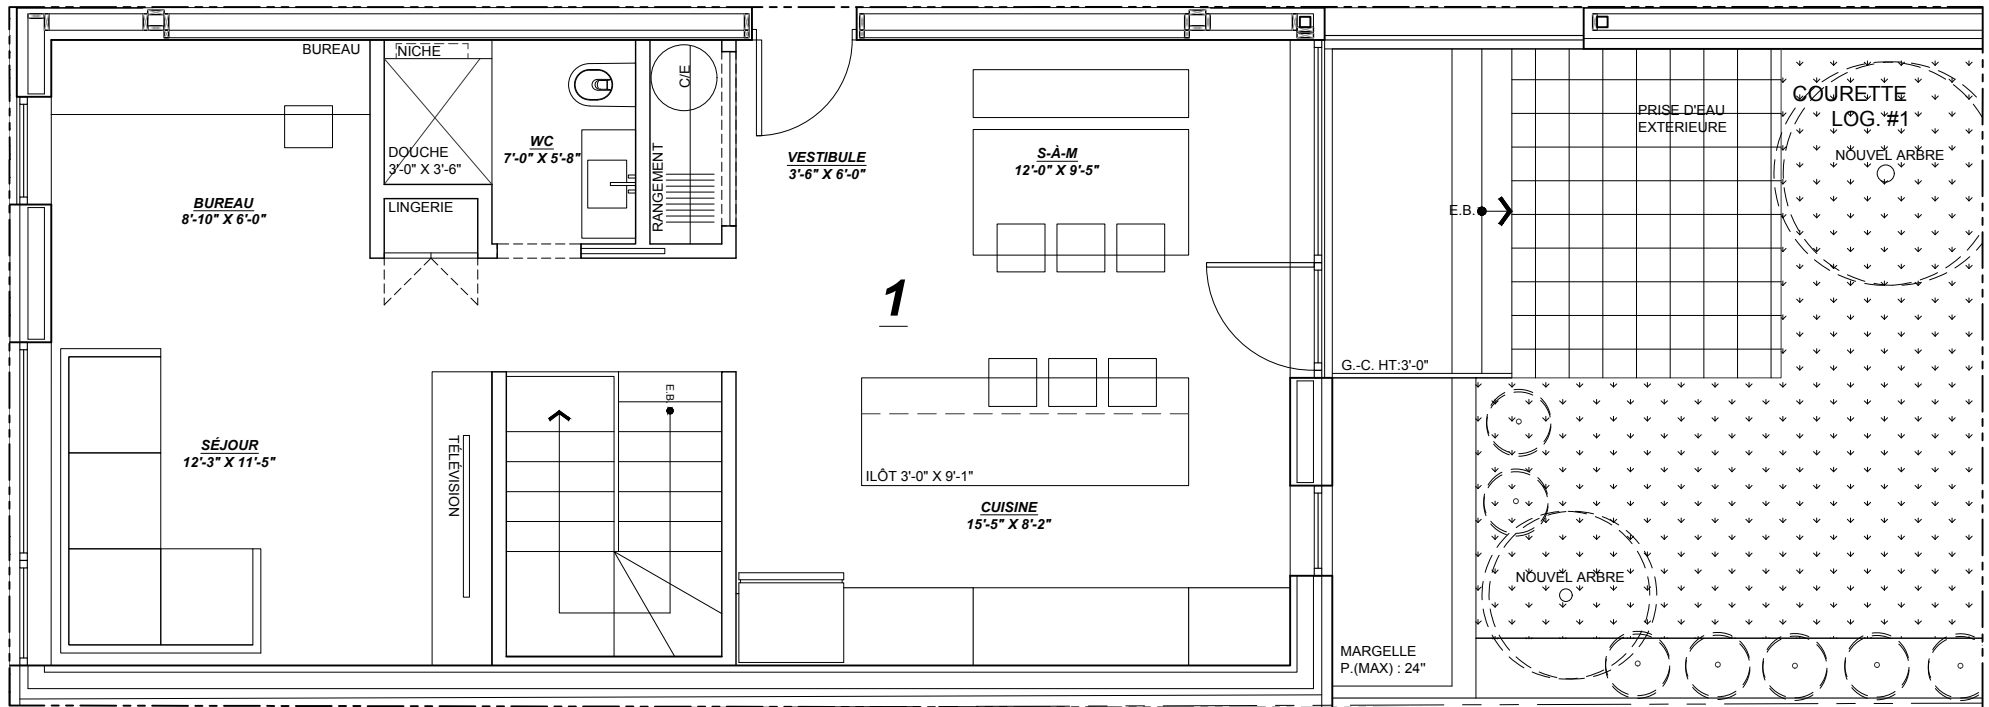 BUREAU
NICHE
C/E
DOUCHE
3'-0" X 3'-6"
WC
7'-0" X 5'-8"
RANGEMENT
LINGERIE
BUREAU
8'-10" X 6'-0"
VESTIBULE
3'-6" X 6'-0"
S-À-M
12'-0" X 9'-5"
PRISE D'EAU
EXTERIEURE
COURETTE
LOG. #1
NOUVEL ARBRE
E.B.
1
G.-C. HT:3'-0"
E.B.
SÉJOUR
12'-3" X 11'-5"
TÉLÉVISION
ILÔT 3'-0" X 9'-1"
CUISINE
15'-5" X 8'-2"
NOUVEL ARBRE
MARGELLE
P.(MAX) : 24"